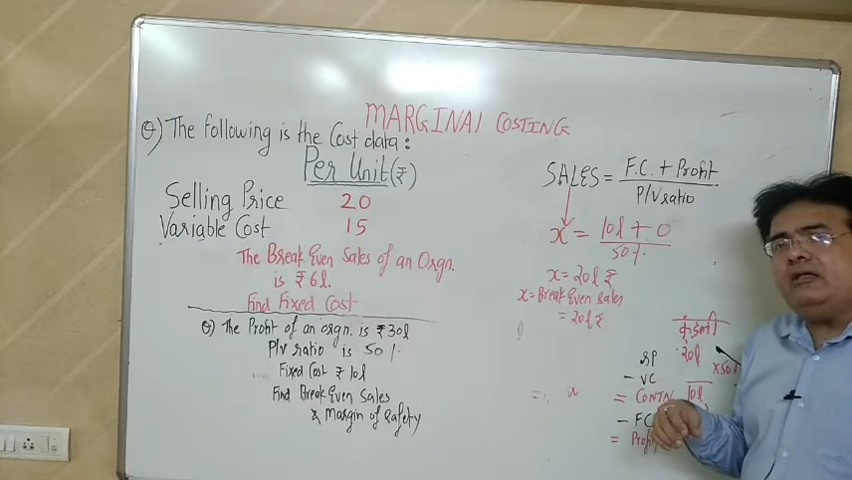 MARGINAL COSTING
Q) The following is the Cost data:
Per Unit (₹)
Selling Price 20
Variable Cost 15
The Break Even Sales of an Orgn.
is ₹ 6l.
Find Fixed Cost
Q) The Profit of an orgn. is ₹ 30l
P/V ratio is 50%.
Fixed Cost ₹ 10l
Find Break Even Sales
& Margin of Safety
SALES = F.C. + Profit
P/V ratio
x = 10l + 0
50%
x = 20l ₹
x = Break Even Sales
= 20l ₹
SP 20l
x50%
- VC
= CONTN 10l
- FC
= Profit